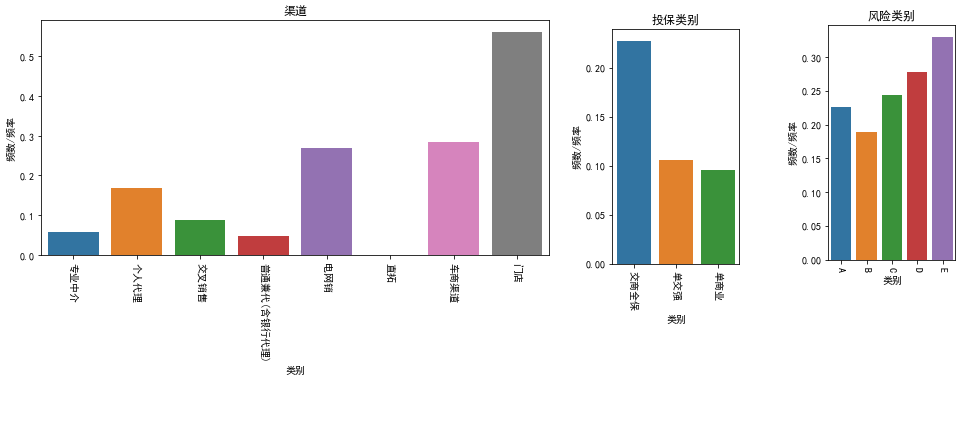 渠道
频数/频率
0.5
0.4
0.3
0.2
0.1
0.0
专业中介
个人代理
交叉销售
普通兼代(含银行代理)
电网销
直拓
车商渠道
门店
类别
投保类别
频数/频率
0.20
0.15
0.10
0.05
0.00
交商全保
单交强
单商业
类别
风险类别
频数/频率
0.30
0.25
0.20
0.15
0.10
0.05
0.00
A
B
C
D
E
类别